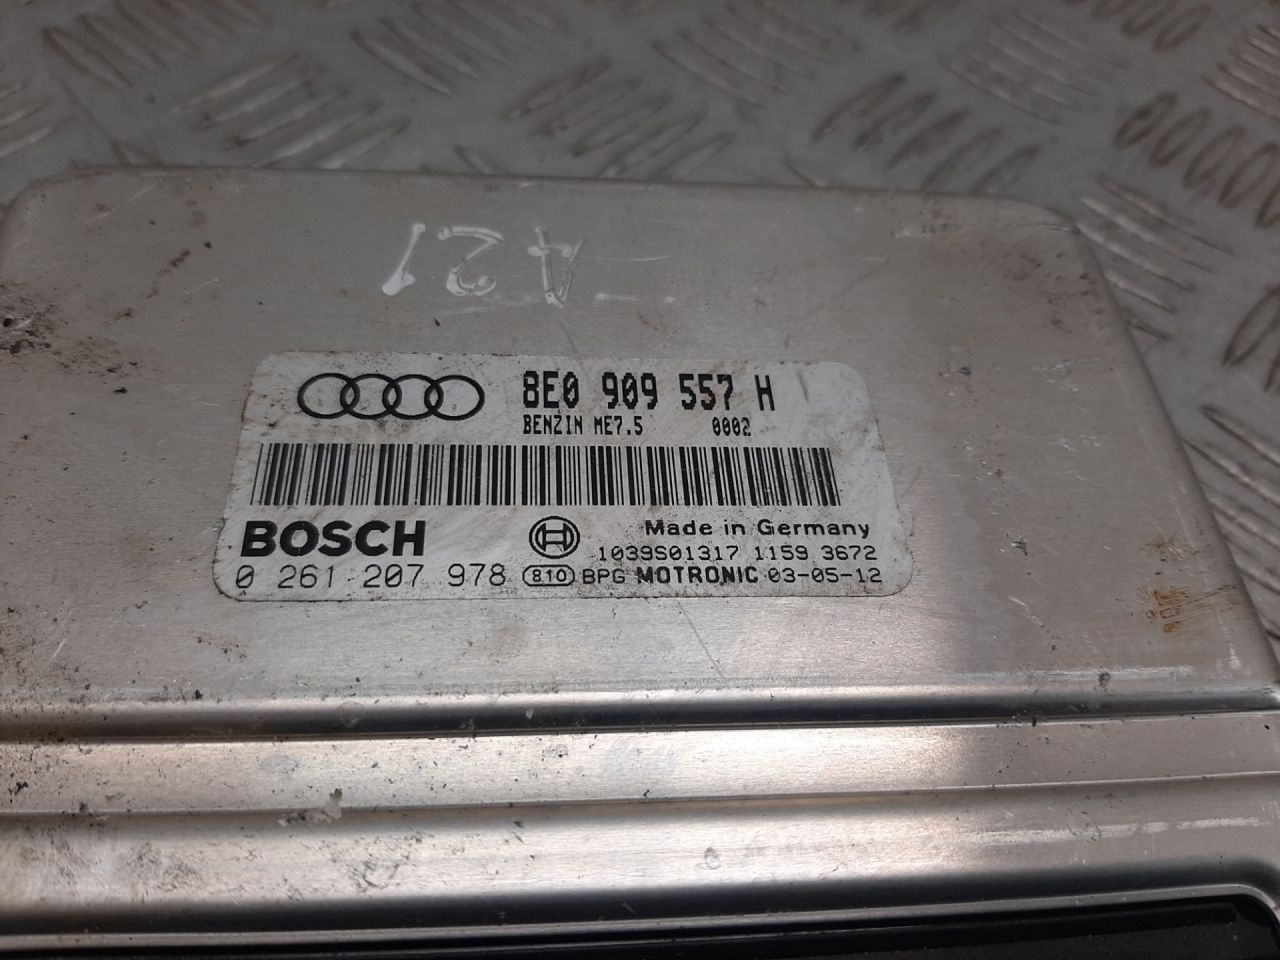 A21
8E0 909 557 H
BENZIN ME7.5 0002
BOSCH
Made in Germany
1039S01317 1159 3672
0 261 207 978 810 BPG MOTRONIC 03-05-12